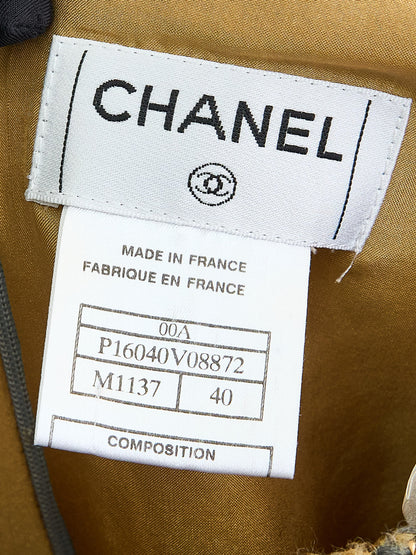 CHANEL
MADE IN FRANCE
FABRIQUE EN FRANCE
00A
P16040V08872
M1137 40
COMPOSITION